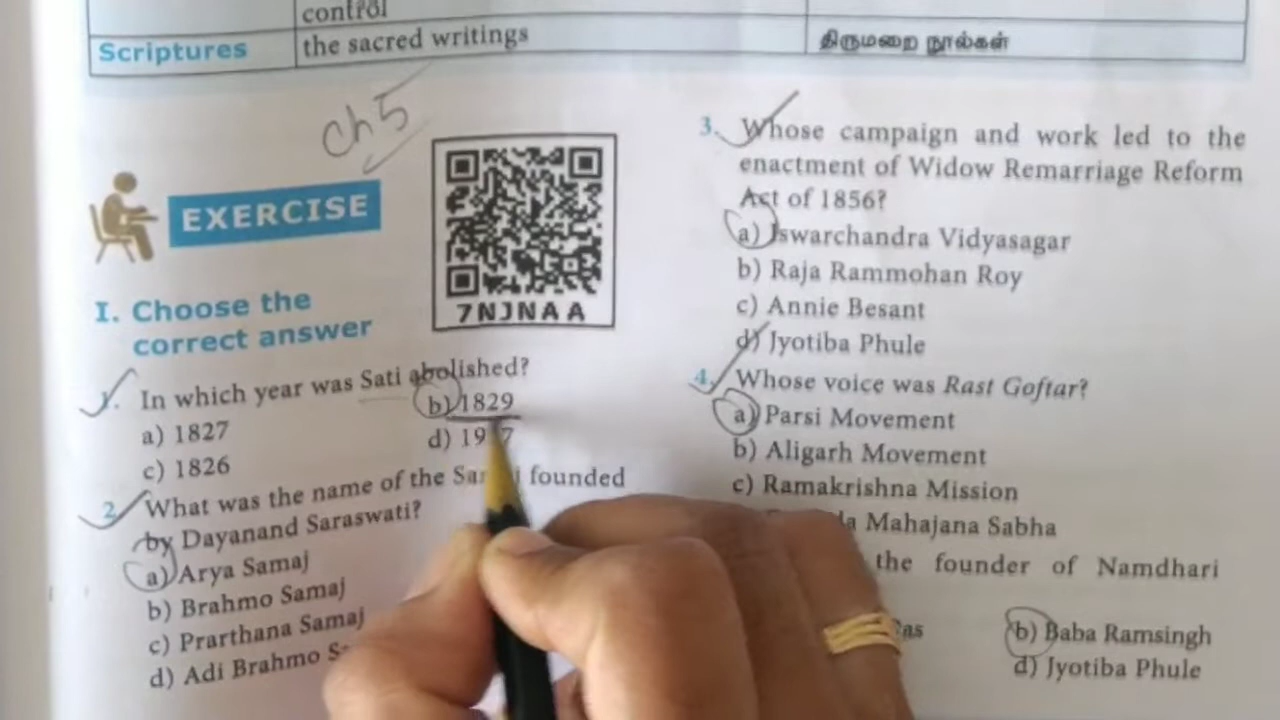 control
Scriptures the sacred writings திருமறை நூல்கள்
Ch 5
EXERCISE
7NJNAA
I. Choose the
correct answer
1. In which year was Sati abolished?
a) 1827 b) 1829
c) 1826 d)
2. What was the name of the founded
by Dayanand Saraswati?
a) Arya Samaj
b) Brahmo Samaj
c) Prarthana Samaj
d) Adi Brahmo
3. Whose campaign and work led to the
enactment of Widow Remarriage Reform
Act of 1856?
a) Iswarchandra Vidyasagar
b) Raja Rammohan Roy
c) Annie Besant
d) Jyotiba Phule
4. Whose voice was Rast Goftar?
a) Parsi Movement
b) Aligarh Movement
c) Ramakrishna Mission
Mahajana Sabha
the founder of Namdhari
b) Baba Ramsingh
d) Jyotiba Phule